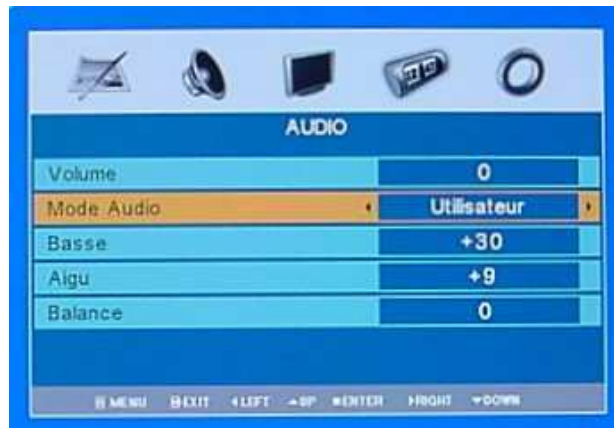 AUDIO
Volume 0
Mode Audio Utilisateur
Basse +30
Aigu +9
Balance 0
MENU EXIT LEFT UP ENTER RIGHT DOWN